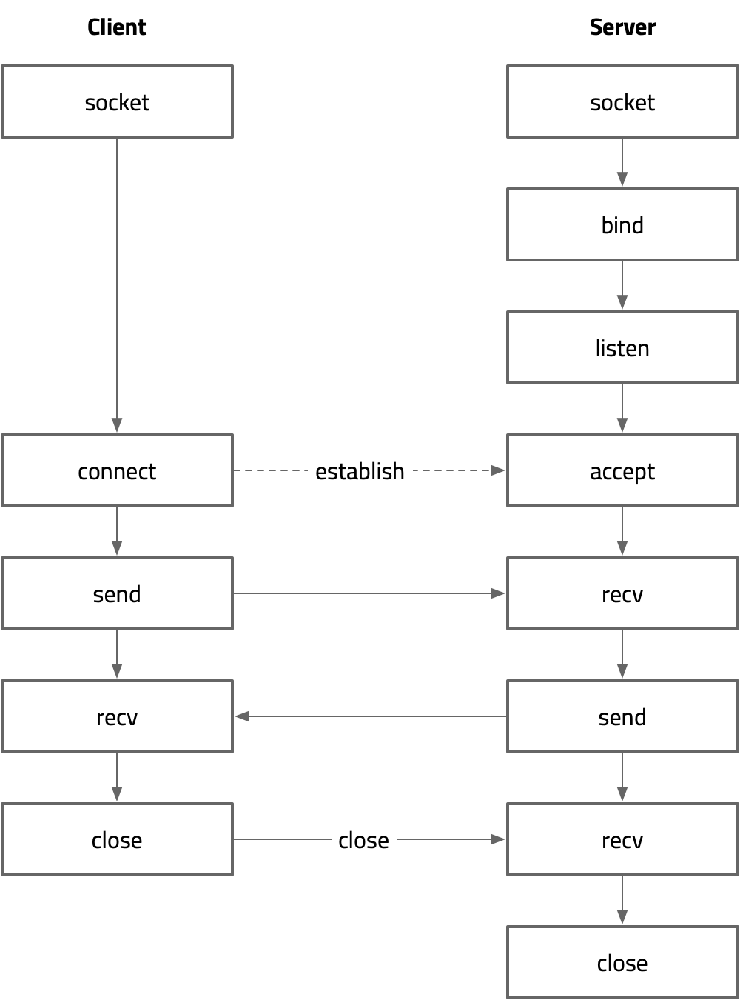 Client
Server
socket
socket
bind
listen
connect
establish
accept
send
recv
recv
send
close
close
recv
close